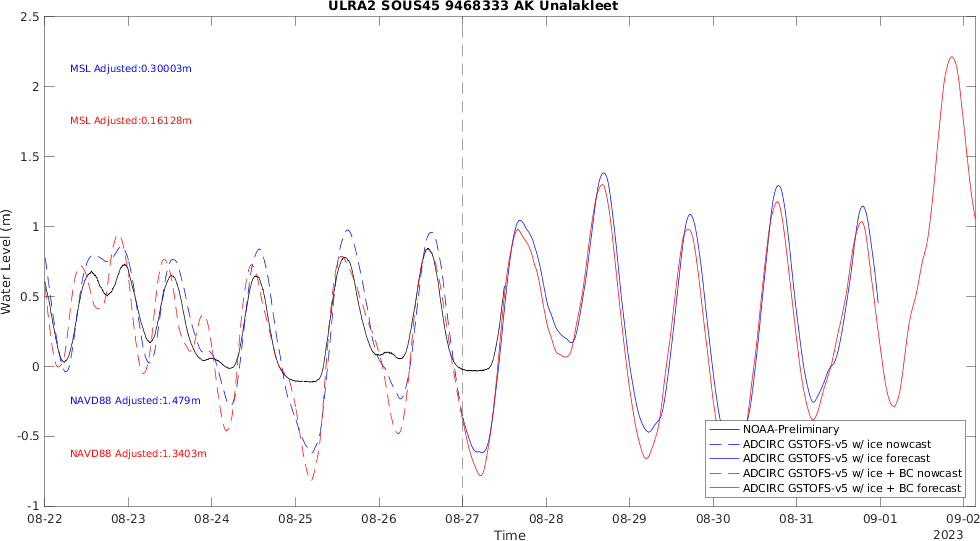 ULRA2 SOUS45 9468333 AK Unalakleet
2.5
2
1.5
1
0.5
0
-0.5
-1
Water Level (m)
MSL Adjusted:0.30003m
MSL Adjusted:0.16128m
NAVD88 Adjusted:1.479m
NAVD88 Adjusted:1.3403m
NOAA-Preliminary
ADCIRC GSTOFS-v5 w/ ice nowcast
ADCIRC GSTOFS-v5 w/ ice forecast
ADCIRC GSTOFS-v5 w/ ice + BC nowcast
ADCIRC GSTOFS-v5 w/ ice + BC forecast
08-22 08-23 08-24 08-25 08-26 08-27 08-28 08-29 08-30 08-31 09-01 09-02
Time
2023